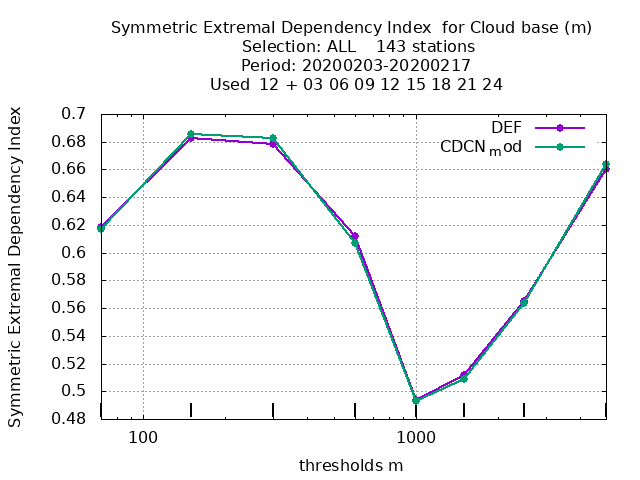 Symmetric Extremal Dependency Index  for Cloud base (m)
Selection: ALL    143 stations
Period: 20200203-20200217
Used  12 + 03 06 09 12 15 18 21 24
Symmetric Extremal Dependency Index
0.7
0.68
0.66
0.64
0.62
0.6
0.58
0.56
0.54
0.52
0.5
0.48
DEF
CDCNmod
100
1000
thresholds m